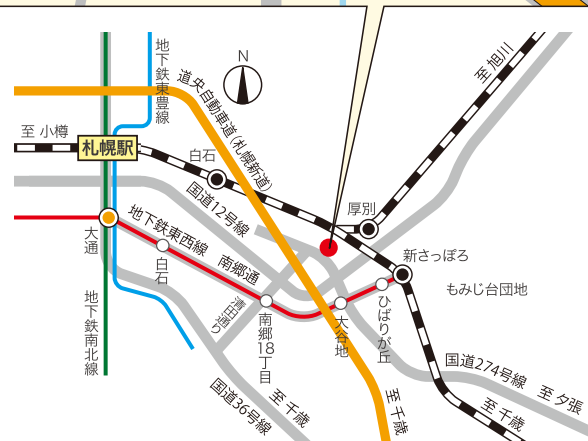 N
至 旭川
地下鉄東豊線
道央自動車道(札幌新道)
至 小樽
札幌駅
白石
国道12号線
厚別
地下鉄東西線 南郷通
大通
白石
新さっぽろ
もみじ台団地
地下鉄南北線
清田通り
南郷18丁目
大谷地
ひばりが丘
国道274号線 至 夕張
国道36号線
至 千歳
至 千歳
至 千歳